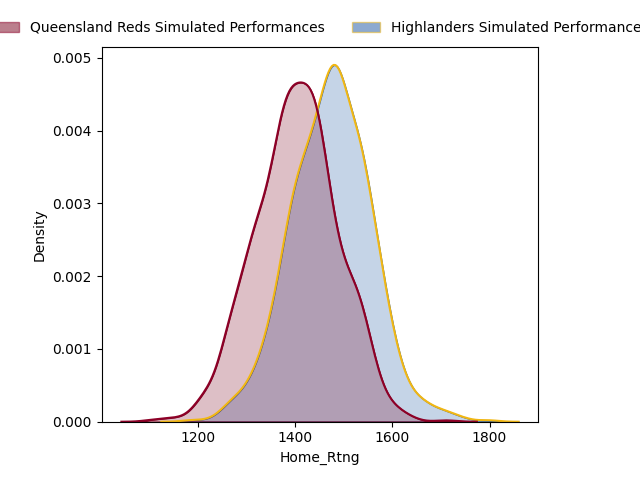 Queensland Reds Simulated Performances
Highlanders Simulated Performance
0.005
0.004
0.003
0.002
0.001
0.000
Density
1200 1400 1600 1800
Home_Rtng